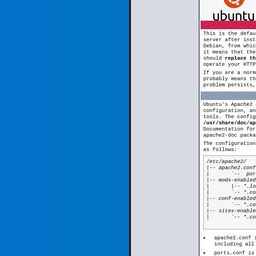 ubuntu
This is the defau
server after inst
Debian, from whic
it means that the
should replace th
operate your HTTP
If you are a norm
probably means th
problem persists,
Ubuntu's Apache2
configuration, an
tools. The config
/usr/share/doc/ap
Documentation for
apache2-doc packa
The configuration
as follows:
/etc/apache2/
|-- apache2.conf
| `-- por
|-- mods-enabled
| |-- *.lo
| `-- *.co
|-- conf-enabled
| `-- *.co
|-- sites-enable
| `-- *.co
• apache2.conf i
including all
• ports.conf is